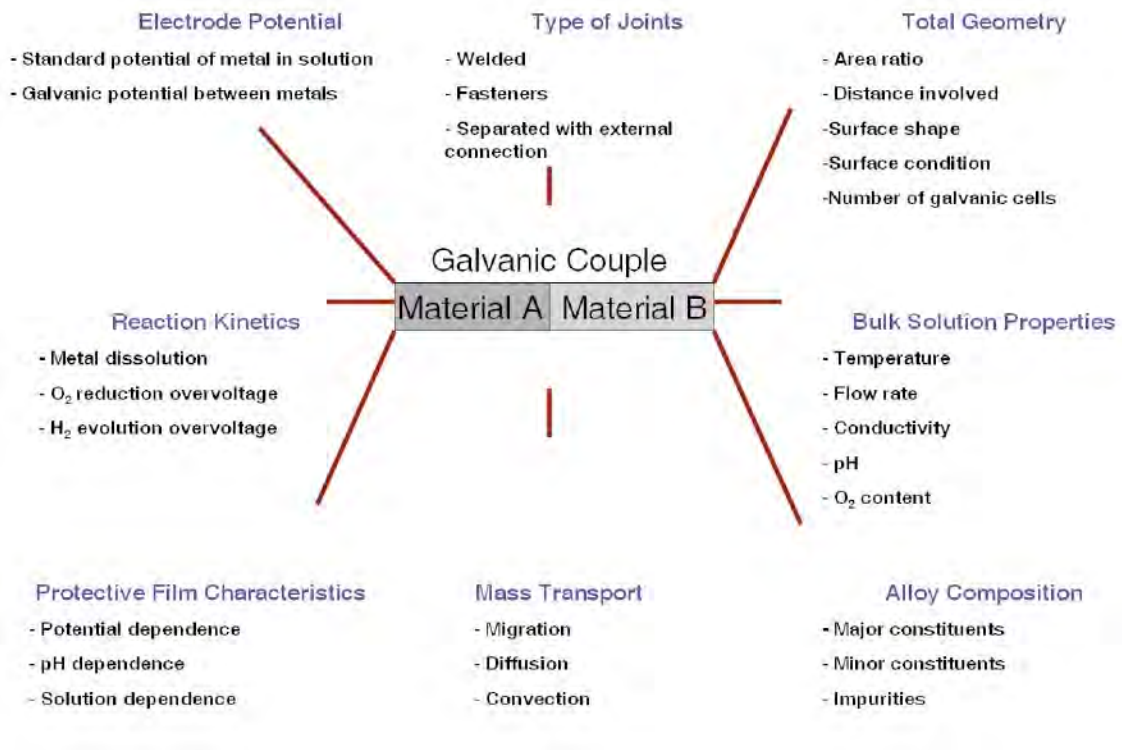 Electrode Potential
- Standard potential of metal in solution
- Galvanic potential between metals
Type of Joints
- Welded
- Fasteners
- Separated with external
connection
Total Geometry
- Area ratio
- Distance involved
-Surface shape
-Surface condition
-Number of galvanic cells
Galvanic Couple
Material A
Material B
Reaction Kinetics
- Metal dissolution
- O₂ reduction overvoltage
- H₂ evolution overvoltage
Bulk Solution Properties
- Temperature
- Flow rate
- Conductivity
- pH
- O₂ content
Protective Film Characteristics
- Potential dependence
- pH dependence
- Solution dependence
Mass Transport
- Migration
- Diffusion
- Convection
Alloy Composition
- Major constituents
- Minor constituents
- Impurities